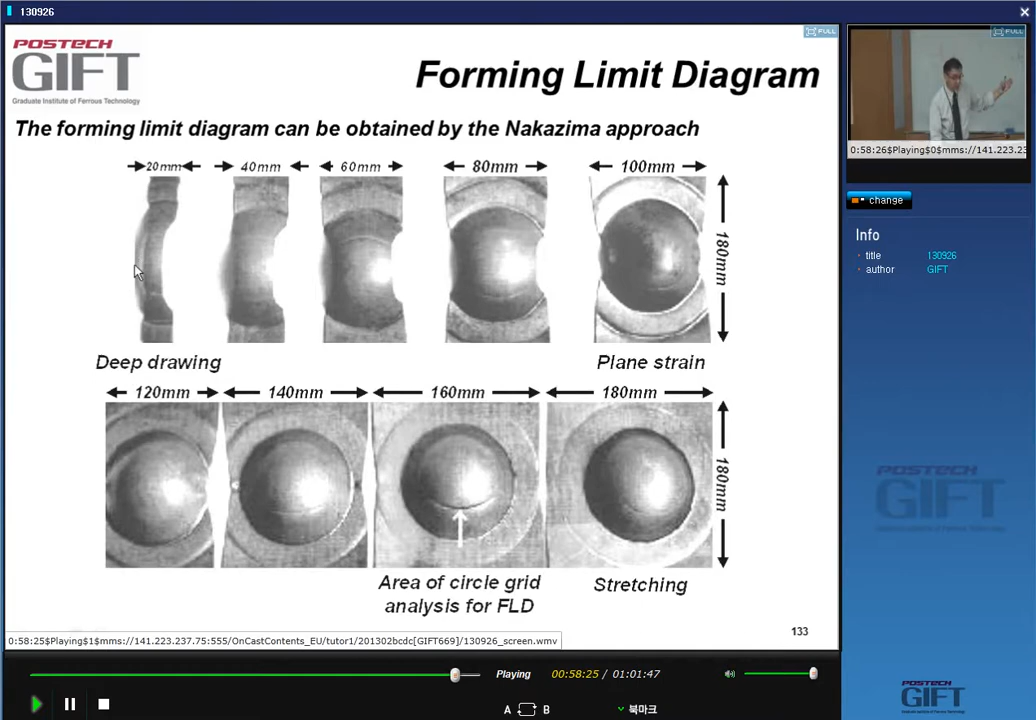 130926
FULL
POSTECH
GIFT
Graduate Institute of Ferrous Technology
Forming Limit Diagram
The forming limit diagram can be obtained by the Nakazima approach
20mm 40mm 60mm 80mm 100mm
180mm
Deep drawing Plane strain
120mm 140mm 160mm 180mm
180mm
Area of circle grid
analysis for FLD
Stretching
133
0:58:25$Playing$1$mms://141.223.237.75:555/OnCastContents_EU/tutor1/201302bcdc[GIFT669]/130926_screen.wmv
Playing 00:58:25 / 01:01:47
A B 북마크
FULL
0:58:26$Playing$0$mms://141.223.23
change
Info
title 130926
author GIFT
POSTECH
GIFT
POSTECH
GIFT